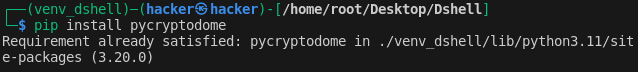 ┌──(venv_dshell)─(hacker㉿hacker)-[/home/root/Desktop/Dshell]
└─$ pip install pycryptodome
Requirement already satisfied: pycryptodome in ./venv_dshell/lib/python3.11/sit
e-packages (3.20.0)